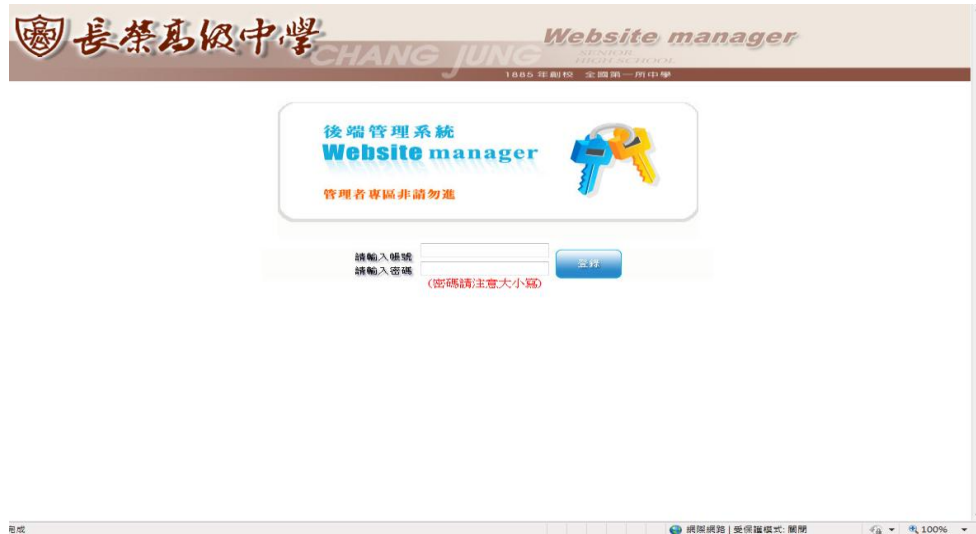 長榮高級中學
Website manager
CHANG JUNG
SENIOR
HIGH SCHOOL
1885 年創校 全國第一所中學
後端管理系統
Website manager
管理者專區非請勿進
請輸入帳號
請輸入密碼
登錄
(密碼請注意大小寫)
完成
網際網路 | 受保護模式: 關閉
100%